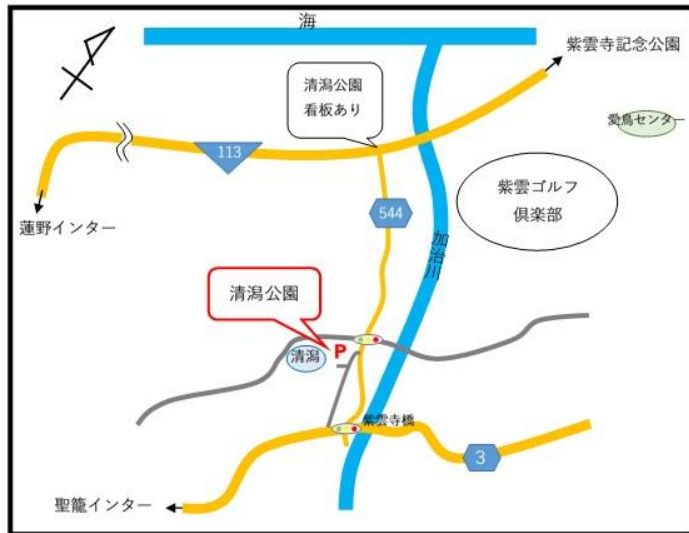 海
紫雲寺記念公園
清潟公園
看板あり
愛鳥センター
113
紫雲ゴルフ
倶楽部
蓮野インター
544
加治川
清潟公園
P
清潟
紫雲寺橋
3
聖籠インター